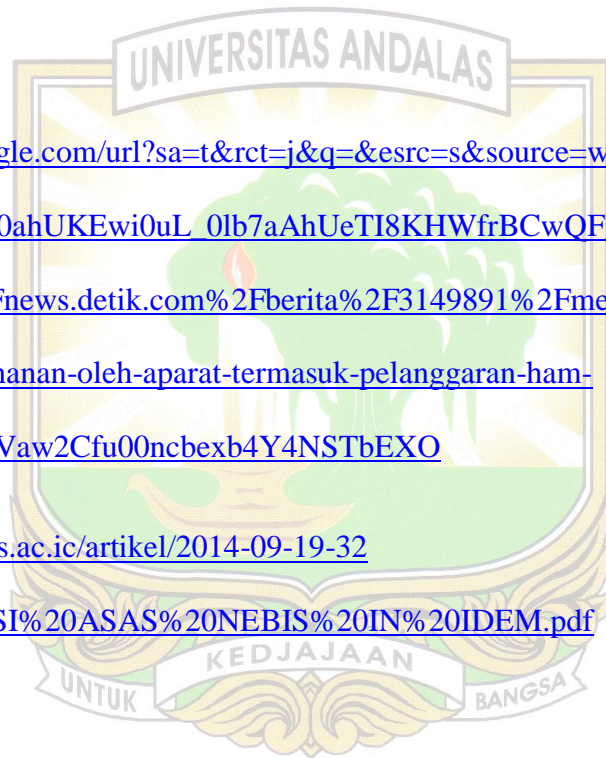 UNIVERSITAS ANDALAS
gle.com/url?sa=t&rct=j&q=&esrc=s&source=w
0ahUKEwi0uL_0lb7aAhUeTI8KHWfrBCwQF
Fnews.detik.com%2Fberita%2F3149891%2Fme
nanan-oleh-aparat-termasuk-pelanggaran-ham-
Vaw2Cfu00ncbexb4Y4NSTbEXO
s.ac.ic/artikel/2014-09-19-32
SI%20ASAS%20NEBIS%20IN%20IDEM.pdf
KEDJAJAAN
UNTUK BANGSA